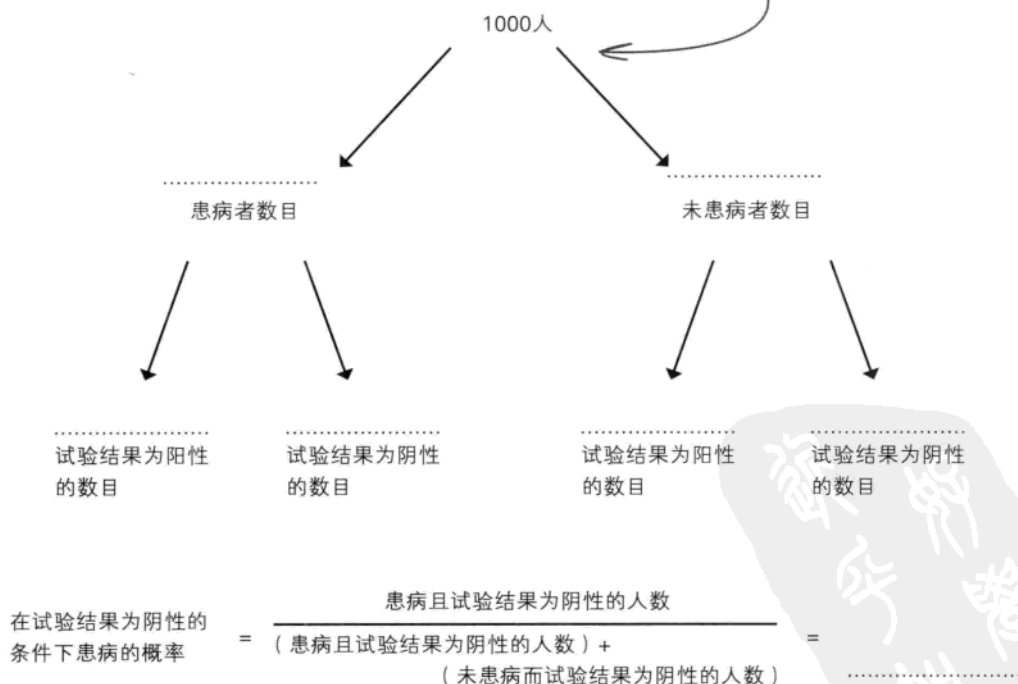 1000人
患病者数目
未患病者数目
试验结果为阳性
的数目
试验结果为阴性
的数目
试验结果为阳性
的数目
试验结果为阴性
的数目
在试验结果为阴性的
条件下患病的概率
=
患病且试验结果为阴性的人数
（患病且试验结果为阴性的人数）+
（未患病而试验结果为阴性的人数）
=